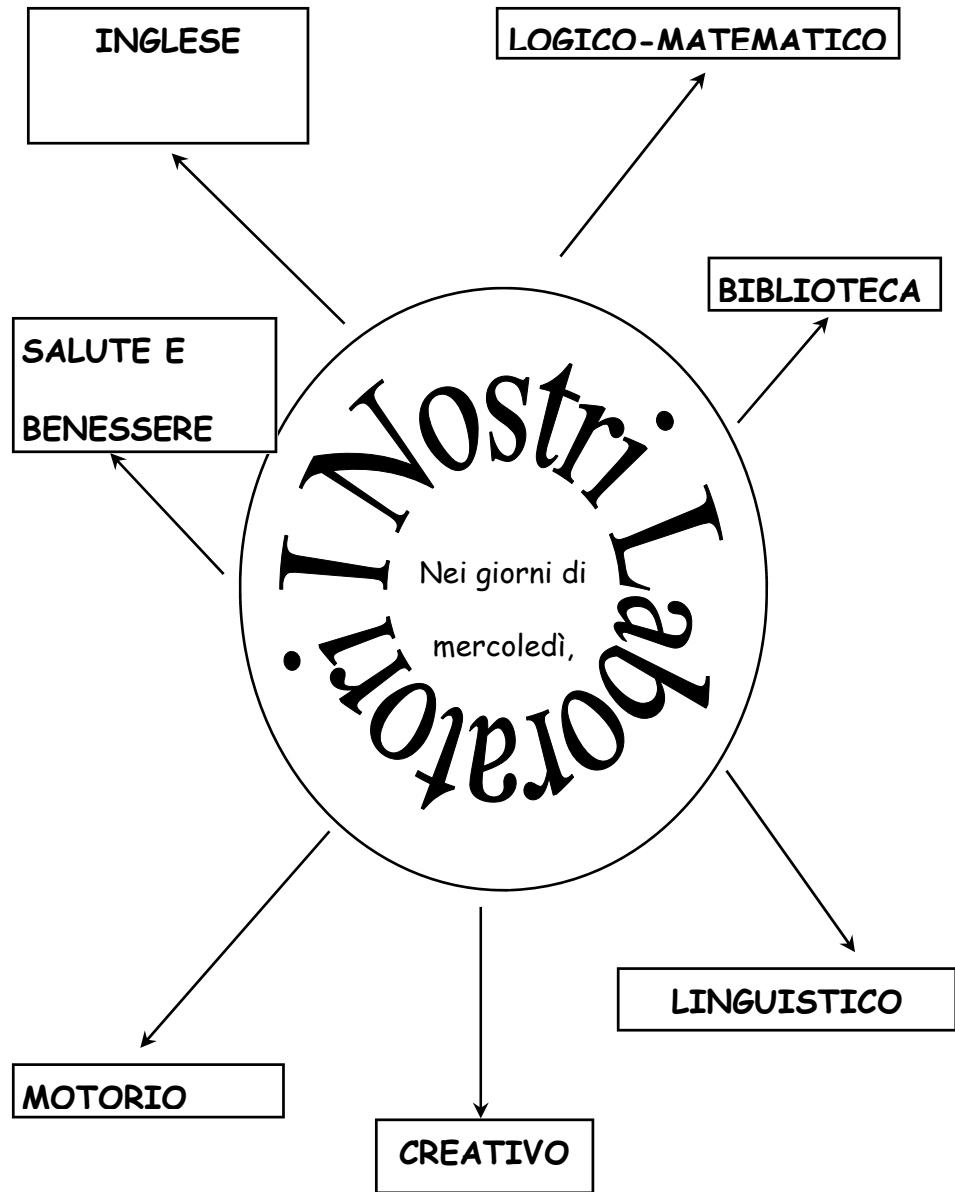 INGLESE
LOGICO-MATEMATICO
BIBLIOTECA
SALUTE E
BENESSERE
I Nostri Laboratori
Nei giorni di
mercoledì,
LINGUISTICO
MOTORIO
CREATIVO